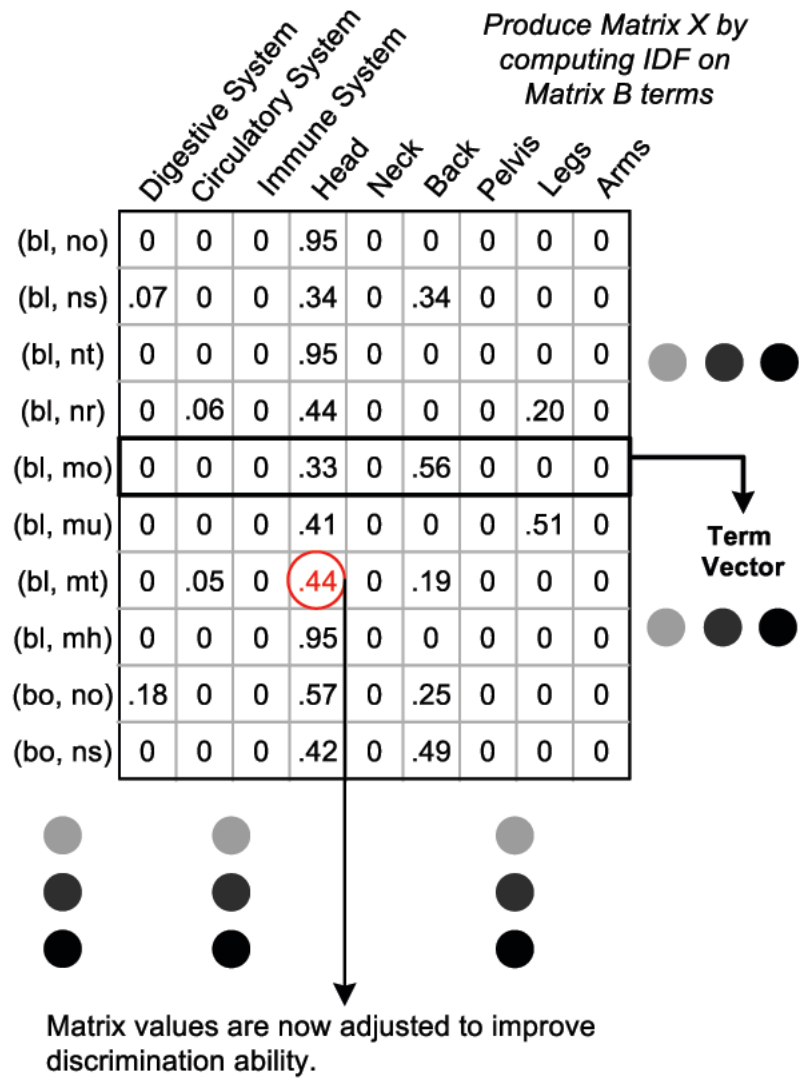 Produce Matrix X by
computing IDF on
Matrix B terms
Digestive System
Circulatory System
Immune System
Head
Neck
Back
Pelvis
Legs
Arms
(bl, no) 0 0 0 .95 0 0 0 0 0
(bl, ns) .07 0 0 .34 0 .34 0 0 0
(bl, nt) 0 0 0 .95 0 0 0 0 0
(bl, nr) 0 .06 0 .44 0 0 0 .20 0
(bl, mo) 0 0 0 .33 0 .56 0 0 0
(bl, mu) 0 0 0 .41 0 0 0 .51 0
Term
Vector
(bl, mt) 0 .05 0 .44 0 .19 0 0 0
(bl, mh) 0 0 0 .95 0 0 0 0 0
(bo, no) .18 0 0 .57 0 .25 0 0 0
(bo, ns) 0 0 0 .42 0 .49 0 0 0
Matrix values are now adjusted to improve
discrimination ability.